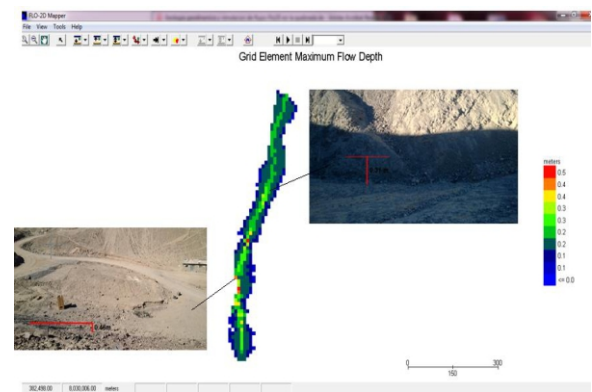 FLO-2D Mapper
File View Tools Help
Grid Element Maximum Flow Depth
meters
0.5
0.4
0.4
0.3
0.3
0.2
0.2
0.1
0.1
<= 0.0
0
150
300
meters